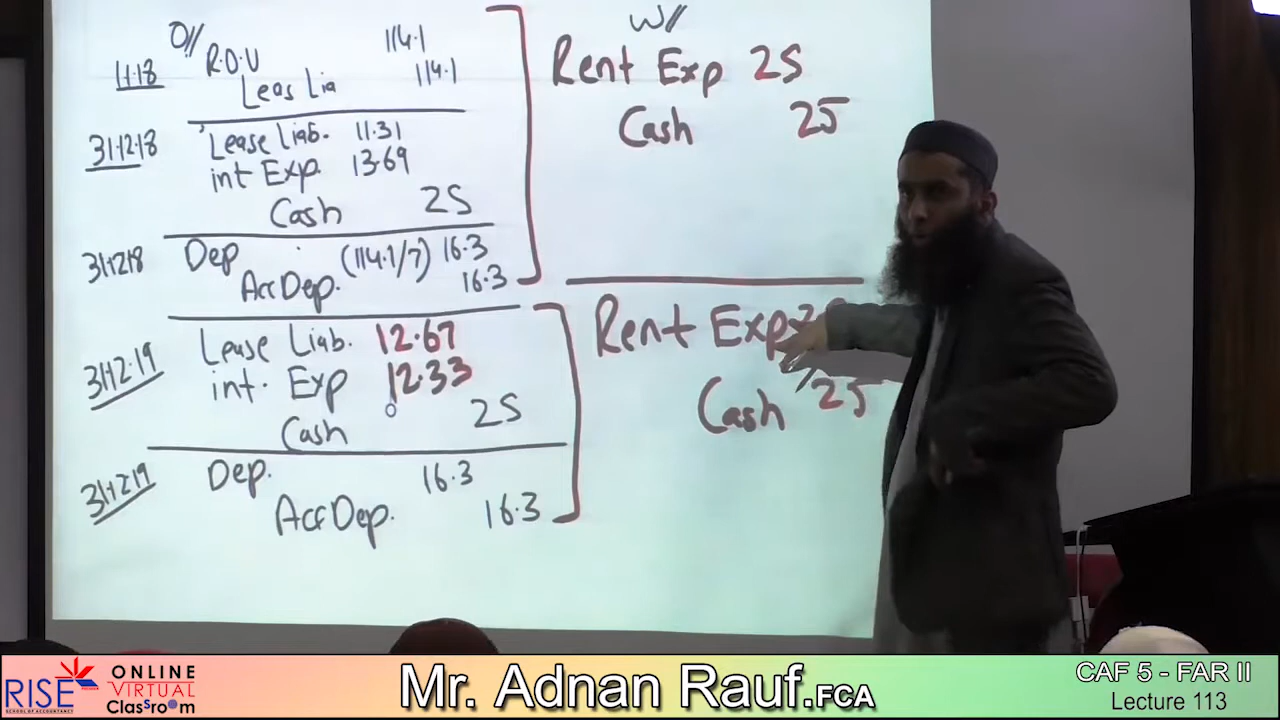 O//
1·1·18 R.O.U 114.1
Leas Lia 114.1
31·12·18 Lease Liab. 11.31
int Exp. 13.69
Cash 25
31·12·18 Dep (114.1/7) 16.3
Acc Dep. 16.3
31·12·19 Lease Liab. 12.67
int. Exp 12.33
Cash 25
31·12·19 Dep. 16.3
Acc Dep. 16.3
W//
Rent Exp 25
Cash 25
Rent Exp
Cash 25
RISE
SCHOOL OF ACCOUNTANCY
ONLINE
VIRTUAL
ClasSroom
Mr. Adnan Rauf.FCA
CAF 5 - FAR II
Lecture 113